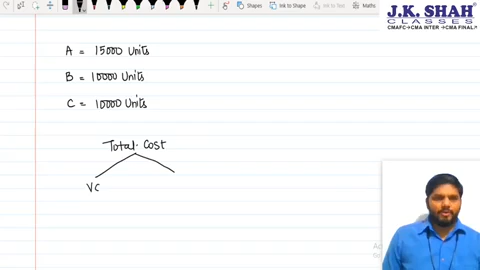 Shapes
Ink to Shape
Ink to Text
Maths
J.K. SHAH
CLASSES
CMAFC→CMA INTER→CMA FINAL
A = 15000 Units
B = 10000 Units
C = 10000 Units
Total Cost
VC